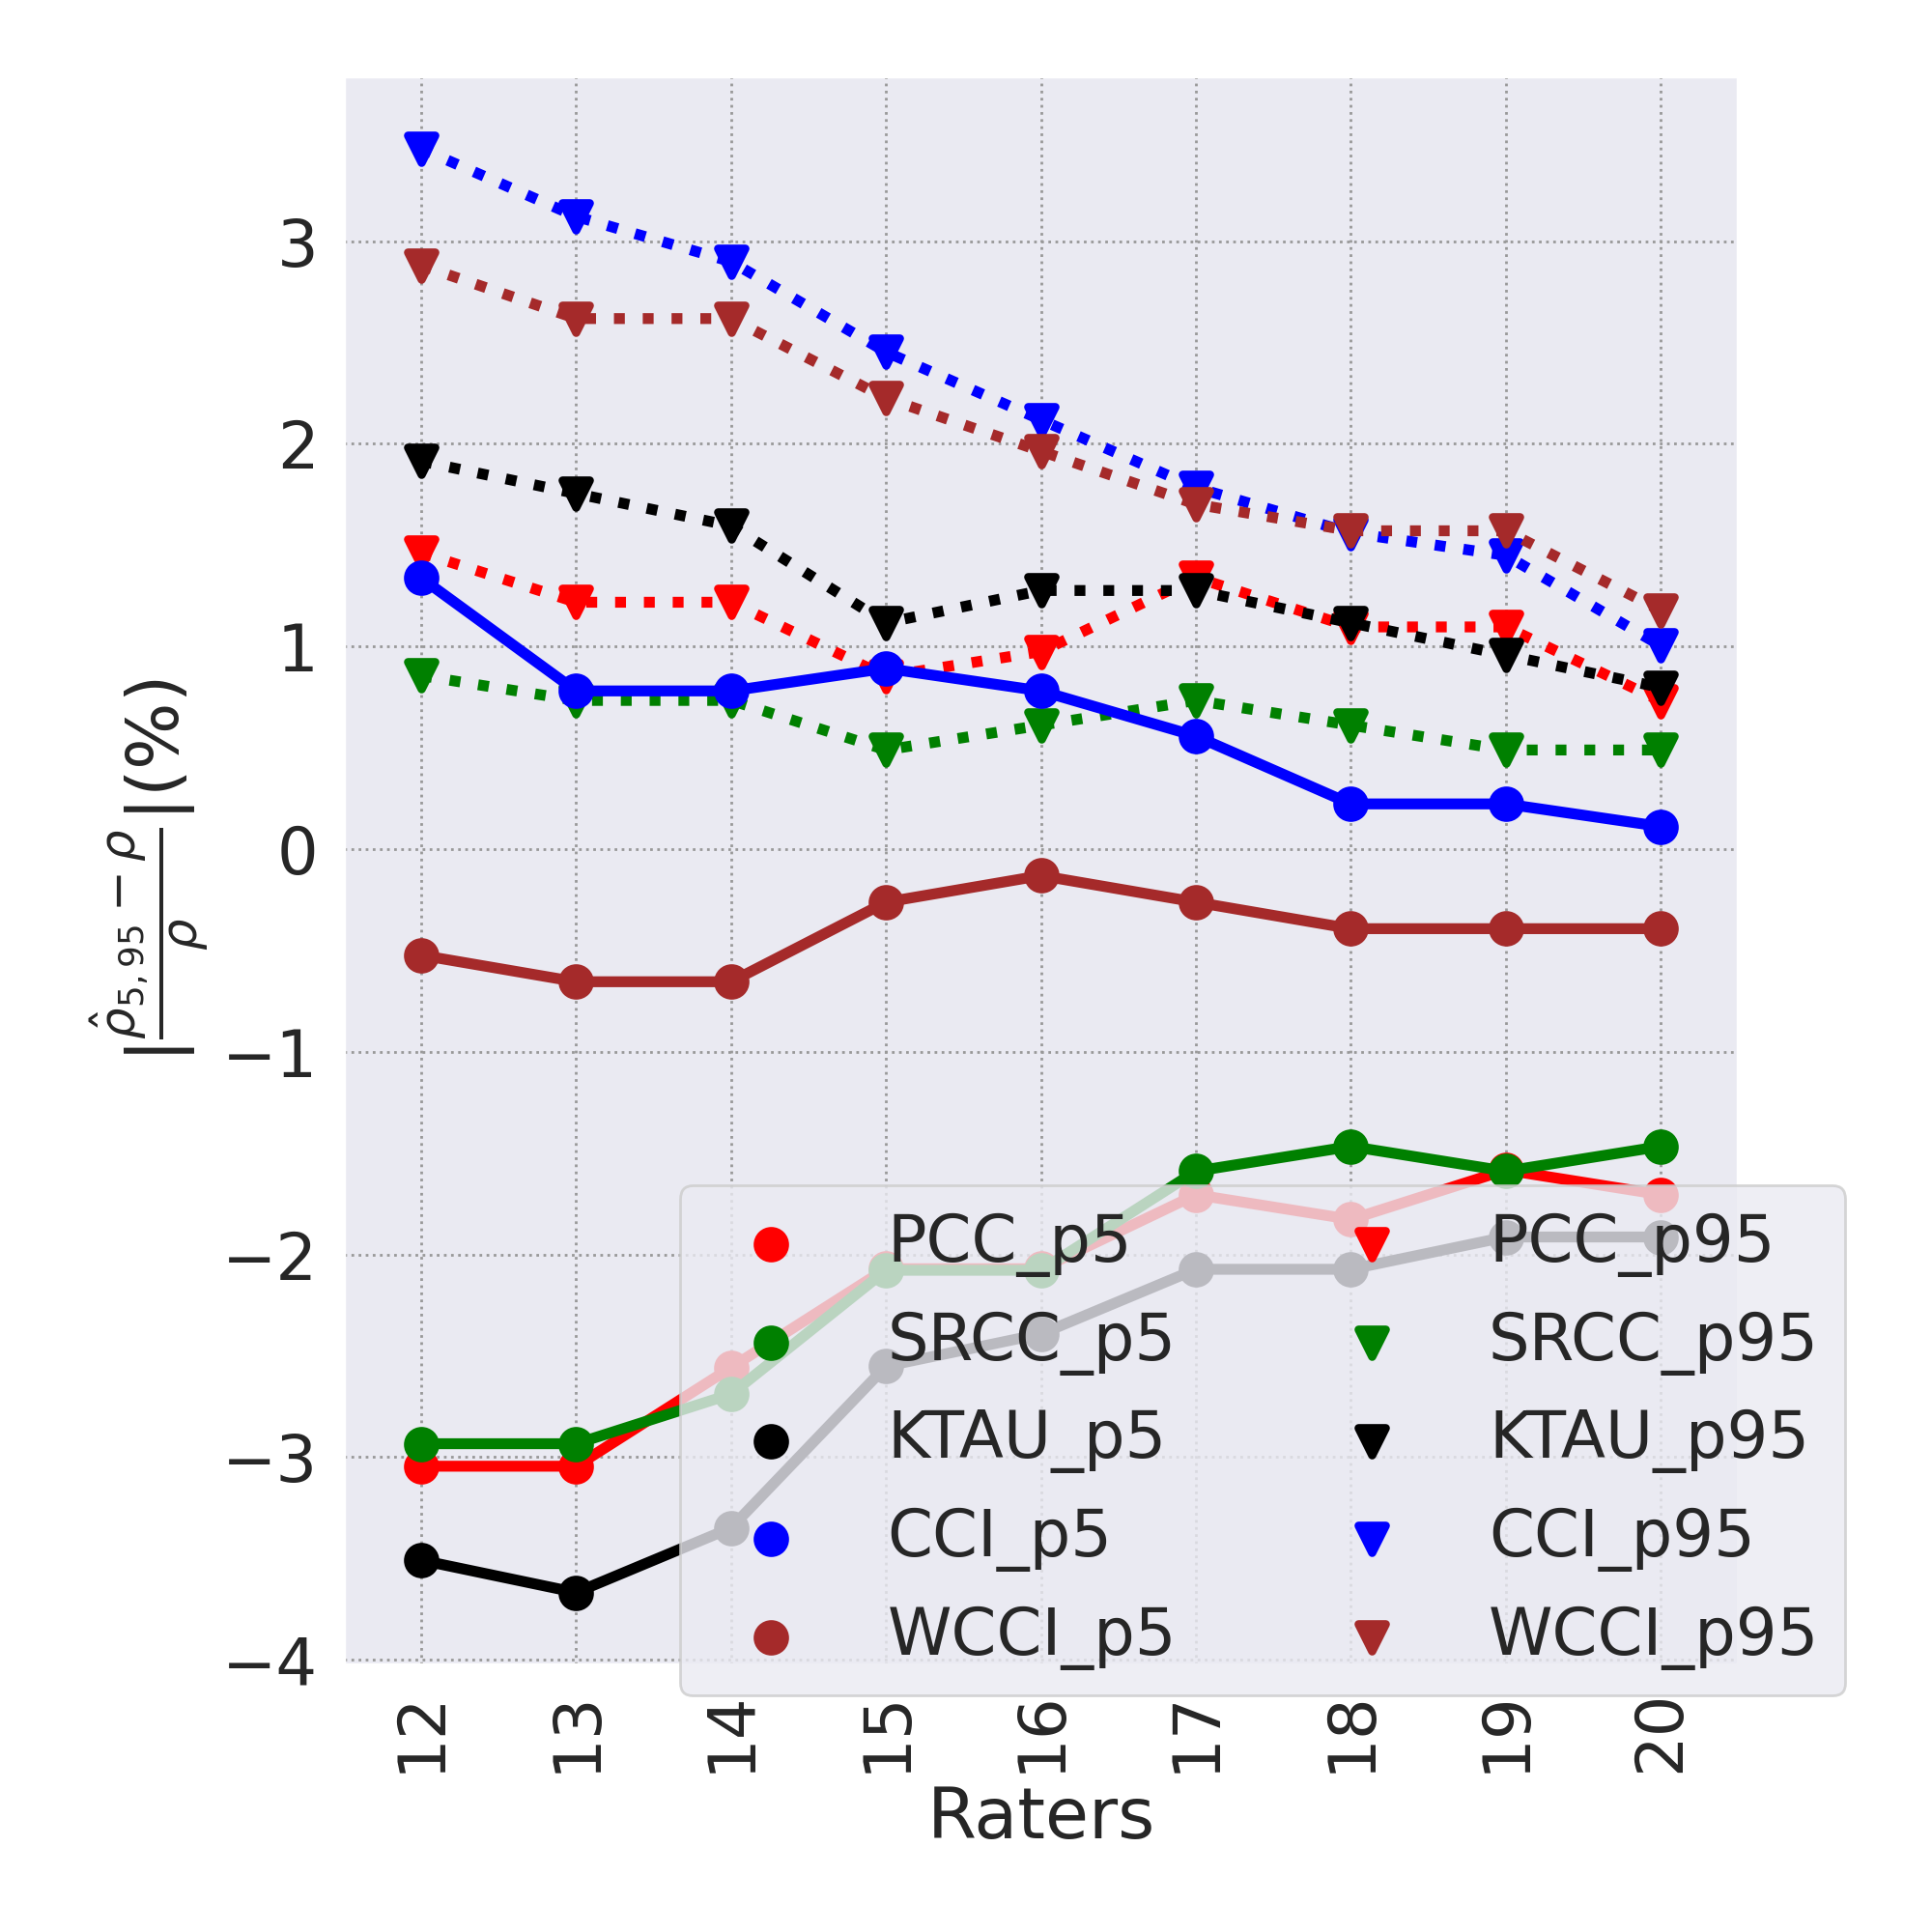 3
2
1
0
−1
−2
−3
−4
|ρ̂5,95 − ρ / ρ|(%)
PCC_p5 PCC_p95
SRCC_p5 SRCC_p95
KTAU_p5 KTAU_p95
CCI_p5 CCI_p95
WCCI_p5 WCCI_p95
12 13 14 15 16 17 18 19 20
Raters